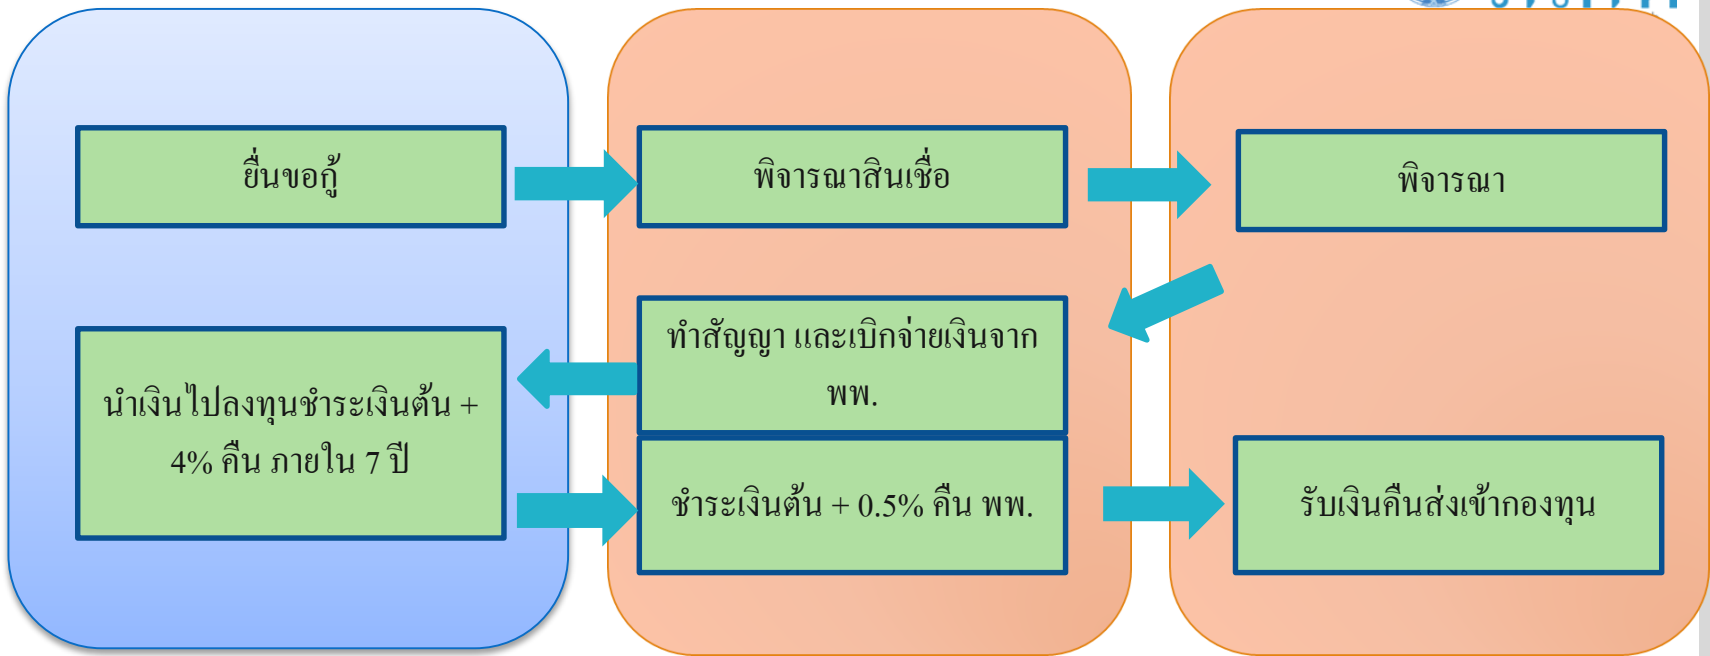 ยื่นขอกู้
พิจารณาสินเชื่อ
พิจารณา
ทำสัญญา และเบิกจ่ายเงินจาก
พพ.
นำเงินไปลงทุนชำระเงินต้น +
4% คืน ภายใน 7 ปี
ชำระเงินต้น + 0.5% คืน พพ.
รับเงินคืนส่งเข้ากองทุน